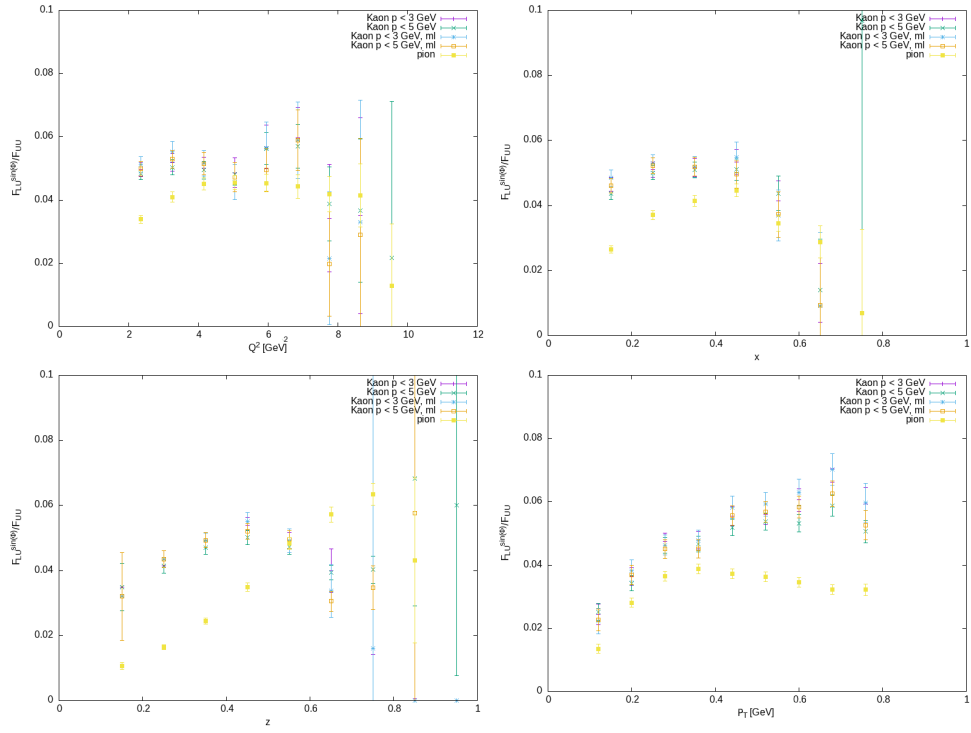 0.1
0.08
0.06
0.04
0.02
0
0 2 4 6 8 10 12
F_LU^sin(Φ)/F_UU
Q² [GeV]²
Kaon p < 3 GeV
Kaon p < 5 GeV
Kaon p < 3 GeV, ml
Kaon p < 5 GeV, ml
pion
0.1
0.08
0.06
0.04
0.02
0
0 0.2 0.4 0.6 0.8 1
F_LU^sin(Φ)/F_UU
x
Kaon p < 3 GeV
Kaon p < 5 GeV
Kaon p < 3 GeV, ml
Kaon p < 5 GeV, ml
pion
0.1
0.08
0.06
0.04
0.02
0
0 0.2 0.4 0.6 0.8 1
F_LU^sin(Φ)/F_UU
z
Kaon p < 3 GeV
Kaon p < 5 GeV
Kaon p < 3 GeV, ml
Kaon p < 5 GeV, ml
pion
0.1
0.08
0.06
0.04
0.02
0
0 0.2 0.4 0.6 0.8 1
F_LU^sin(Φ)/F_UU
P_T [GeV]
Kaon p < 3 GeV
Kaon p < 5 GeV
Kaon p < 3 GeV, ml
Kaon p < 5 GeV, ml
pion